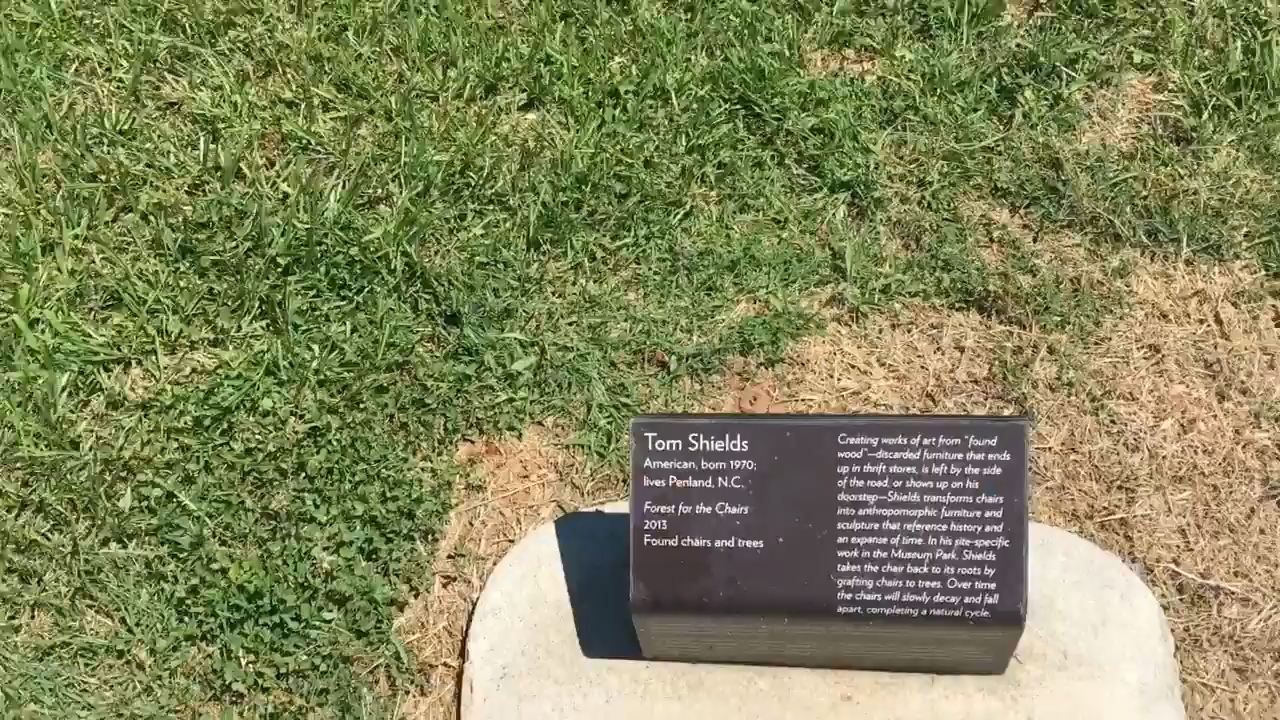 Tom Shields
American, born 1970;
lives Penland, N.C.
Forest for the Chairs
2013
Found chairs and trees
Creating works of art from "found
wood"—discarded furniture that ends
up in thrift stores, is left by the side
of the road, or shows up on his
doorstep—Shields transforms chairs
into anthropomorphic furniture and
sculpture that reference history and
an expanse of time. In his site-specific
work in the Museum Park, Shields
takes the chair back to its roots by
grafting chairs to trees. Over time
the chairs will slowly decay and fall
apart, completing a natural cycle.